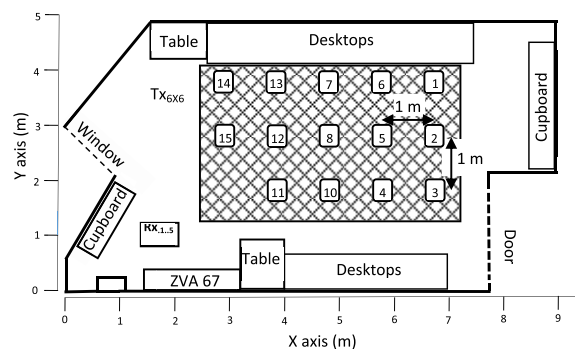 5
Table
Desktops
4
14
13
7
6
1
Tx6X6
1 m
Cupboard
Y axis (m)
3
Window
15
12
8
5
2
1 m
2
11
10
4
3
Cupboard
Rx,1..5
1
Door
Table
Desktops
ZVA 67
0
0
1
2
3
4
5
6
7
8
9
X axis (m)